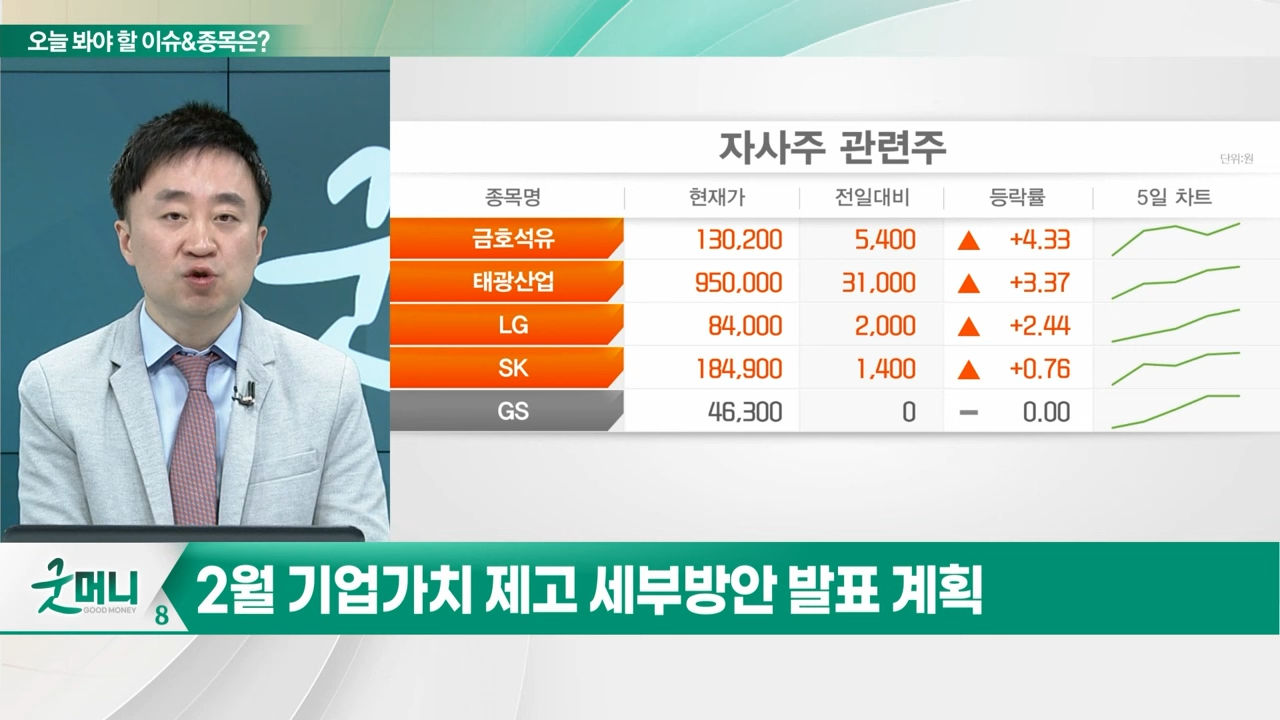 오늘 봐야 할 이슈&종목은?
자사주 관련주
단위:원
종목명 현재가 전일대비 등락률 5일 차트
금호석유 130,200 5,400 ▲ +4.33
태광산업 950,000 31,000 ▲ +3.37
LG 84,000 2,000 ▲ +2.44
SK 184,900 1,400 ▲ +0.76
GS 46,300 0 － 0.00
굿머니
GOOD MONEY
8
2월 기업가치 제고 세부방안 발표 계획